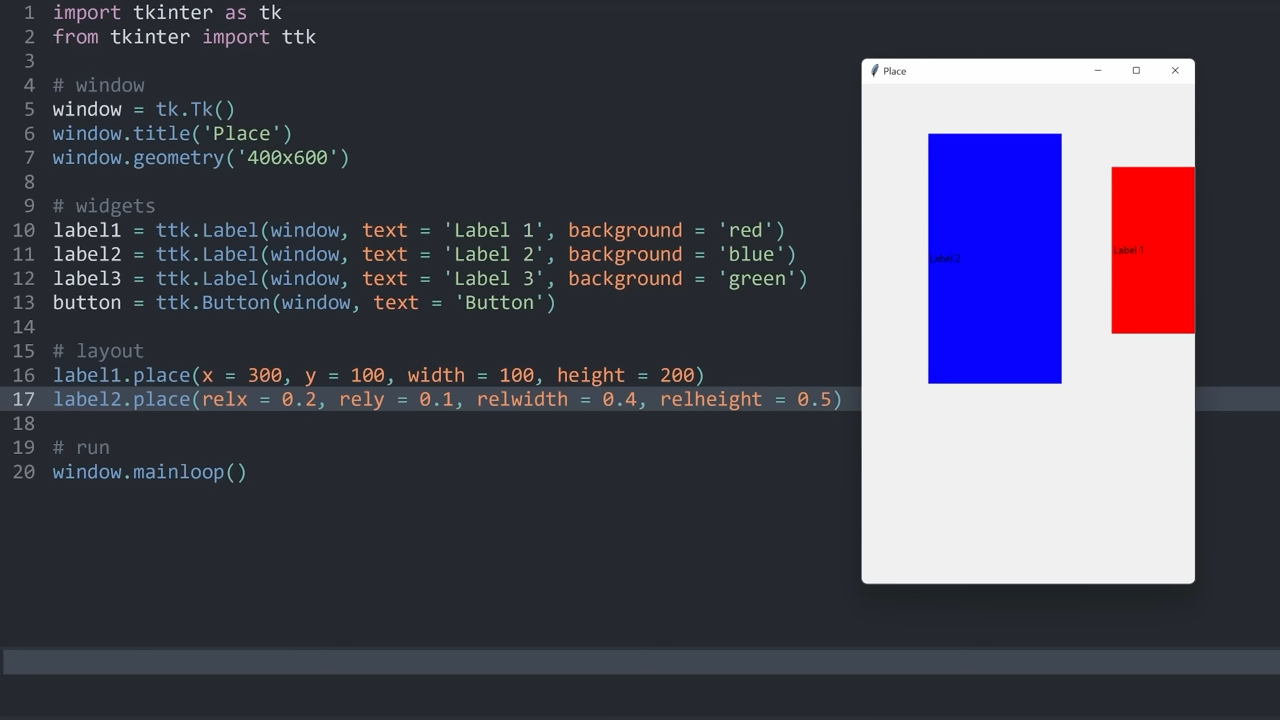 1 import tkinter as tk
2 from tkinter import ttk
3
4 # window
5 window = tk.Tk()
6 window.title('Place')
7 window.geometry('400x600')
8
9 # widgets
10 label1 = ttk.Label(window, text = 'Label 1', background = 'red')
11 label2 = ttk.Label(window, text = 'Label 2', background = 'blue')
12 label3 = ttk.Label(window, text = 'Label 3', background = 'green')
13 button = ttk.Button(window, text = 'Button')
14
15 # layout
16 label1.place(x = 300, y = 100, width = 100, height = 200)
17 label2.place(relx = 0.2, rely = 0.1, relwidth = 0.4, relheight = 0.5)
18
19 # run
20 window.mainloop()
Place
Label 1
Label 2